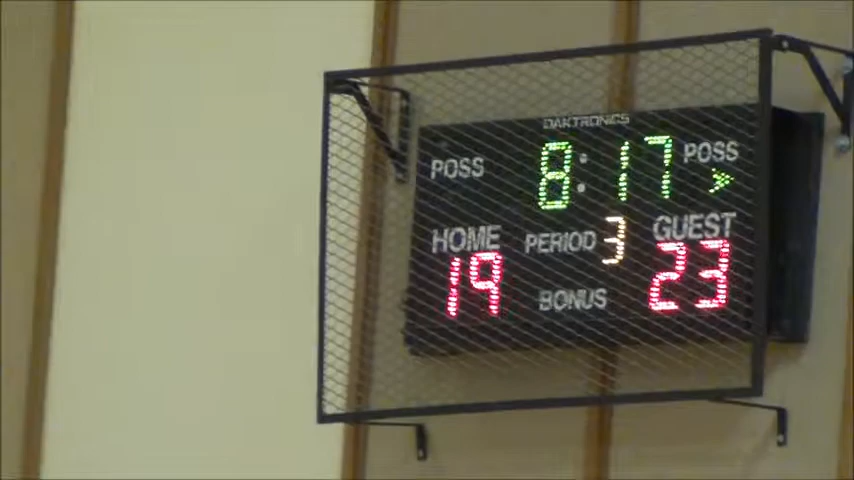 DAKTRONICS
POSS 8:17 POSS
HOME PERIOD 3 GUEST
19 BONUS 23